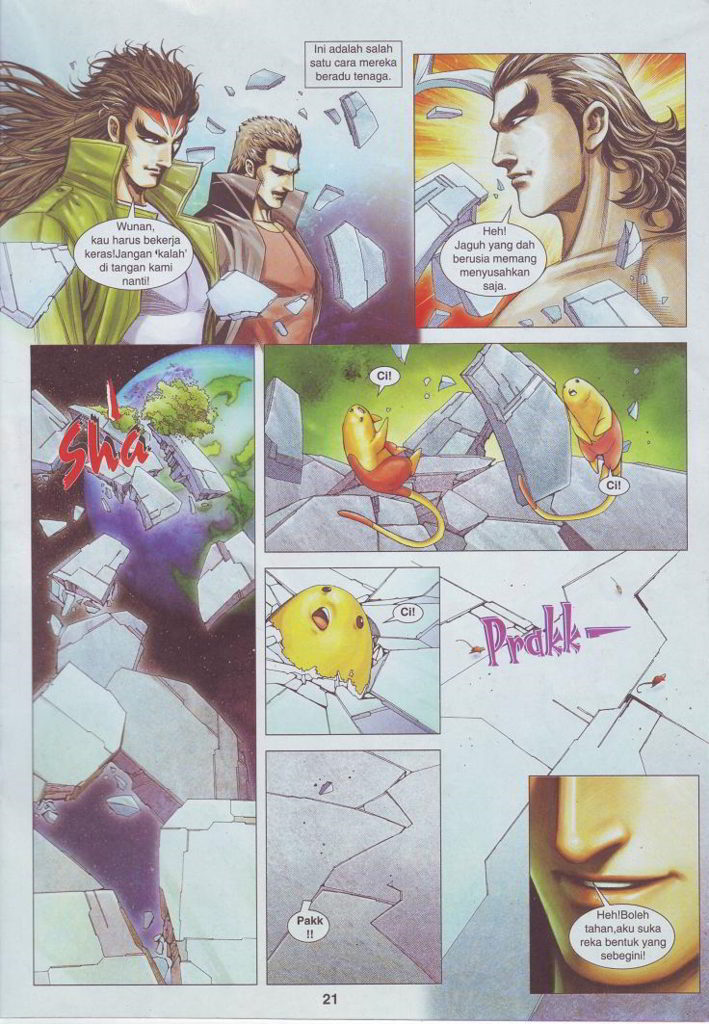 Ini adalah salah
satu cara mereka
beradu tenaga.
Wunan,
kau harus bekerja
keras!Jangan 'kalah'
di tangan kami
nanti!
Heh!
Jaguh yang dah
berusia memang
menyusahkan
saja.
Sha
Ci!
Ci!
Ci!
Prakk
Pakk
!!
Heh!Boleh
tahan,aku suka
reka bentuk yang
sebegini!
21